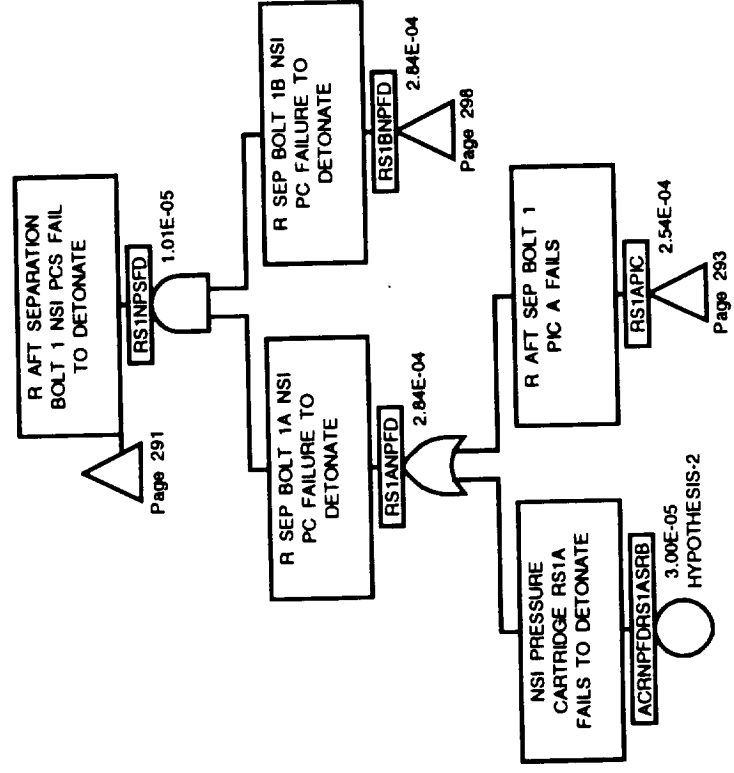 R AFT SEPARATION
BOLT 1 NSI PCS FAIL
TO DETONATE
RS1NPSFD
1.01E-05
Page 291
R SEP BOLT 1A NSI
PC FAILURE TO
DETONATE
RS1ANPFD
2.84E-04
R SEP BOLT 1B NSI
PC FAILURE TO
DETONATE
RS1BNPFD
2.84E-04
Page 298
NSI PRESSURE
CARTRIDGE RS1A
FAILS TO DETONATE
ACRNPFDRS1ASRB
3.00E-05
HYPOTHESIS-2
R AFT SEP BOLT 1
PIC A FAILS
RS1APIC
2.54E-04
Page 293